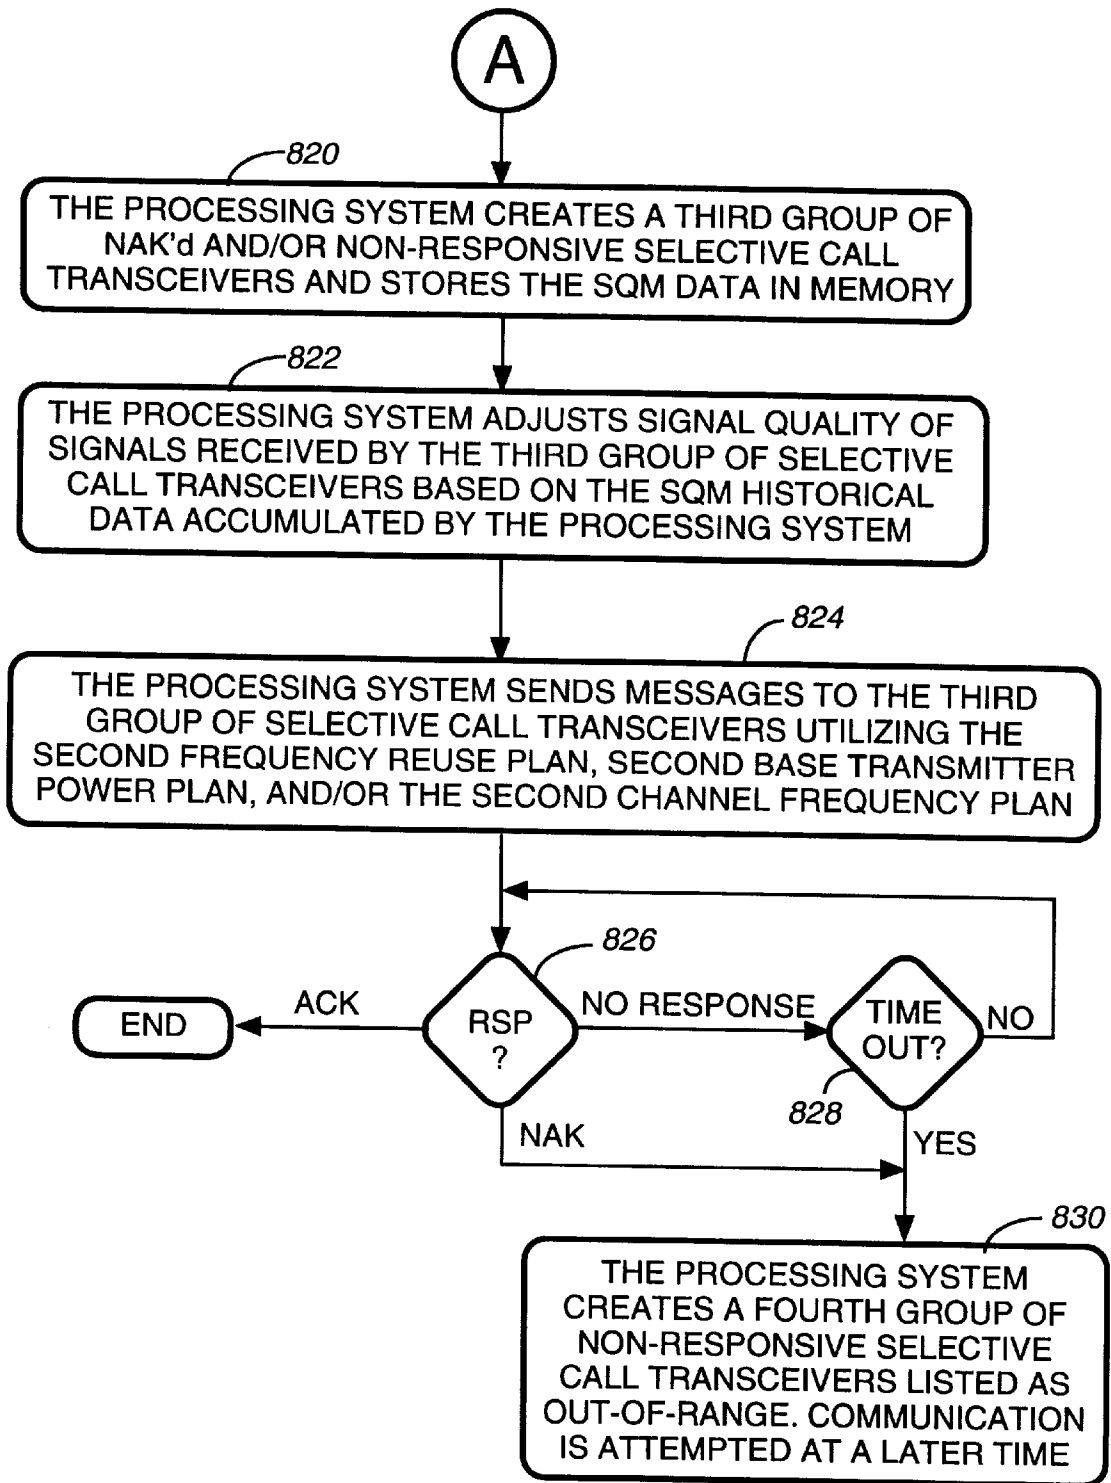 A
820
THE PROCESSING SYSTEM CREATES A THIRD GROUP OF
NAK'd AND/OR NON-RESPONSIVE SELECTIVE CALL
TRANSCEIVERS AND STORES THE SQM DATA IN MEMORY
822
THE PROCESSING SYSTEM ADJUSTS SIGNAL QUALITY OF
SIGNALS RECEIVED BY THE THIRD GROUP OF SELECTIVE
CALL TRANSCEIVERS BASED ON THE SQM HISTORICAL
DATA ACCUMULATED BY THE PROCESSING SYSTEM
824
THE PROCESSING SYSTEM SENDS MESSAGES TO THE THIRD
GROUP OF SELECTIVE CALL TRANSCEIVERS UTILIZING THE
SECOND FREQUENCY REUSE PLAN, SECOND BASE TRANSMITTER
POWER PLAN, AND/OR THE SECOND CHANNEL FREQUENCY PLAN
826
END
ACK
RSP
?
NO RESPONSE
TIME
OUT?
NO
828
NAK
YES
830
THE PROCESSING SYSTEM
CREATES A FOURTH GROUP OF
NON-RESPONSIVE SELECTIVE
CALL TRANSCEIVERS LISTED AS
OUT-OF-RANGE. COMMUNICATION
IS ATTEMPTED AT A LATER TIME